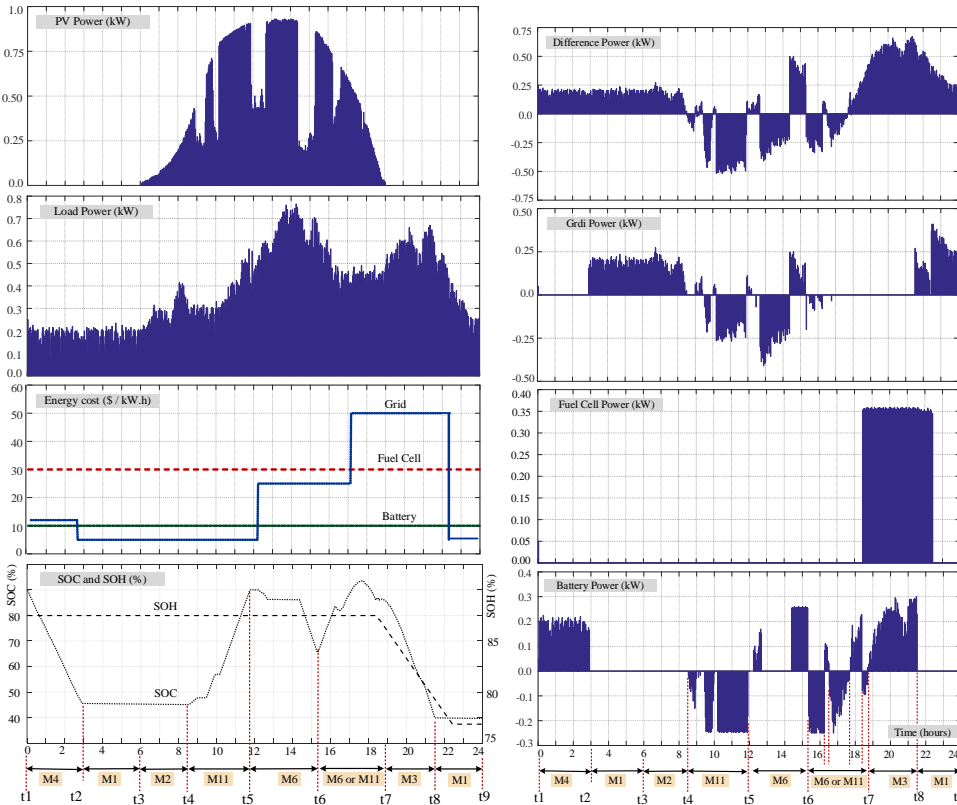 PV Power (kW)
1.0
0.75
0.50
0.25
0.0
Load Power (kW)
0.8
0.7
0.6
0.5
0.4
0.3
0.2
0.1
0.0
Energy cost ($ / kW.h)
60
50
40
30
20
10
0
Grid
Fuel Cell
Battery
SOC and SOH (%)
SOC (%)
80
70
60
50
40
SOH
SOC
SOH (%)
85
80
75
0 2 4 6 8 10 12 14 16 18 20 22 24
M4 M1 M2 M11 M6 M6 or M11 M3 M1
t1 t2 t3 t4 t5 t6 t7 t8 t9
Difference Power (kW)
0.75
0.50
0.25
0.0
-0.25
-0.50
-0.75
Grdi Power (kW)
0.50
0.25
0.0
-0.25
-0.50
Fuel Cell Power (kW)
0.40
0.35
0.30
0.25
0.20
0.15
0.10
0.05
0.00
Battery Power (kW)
0.3
0.2
0.1
0.0
-0.1
-0.2
-0.3
Time (hours)
0 2 4 6 8 10 12 14 16 18 20 22 24
M4 M1 M2 M11 M6 M6 or M11 M3 M1
t1 t2 t3 t4 t5 t6 t7 t8